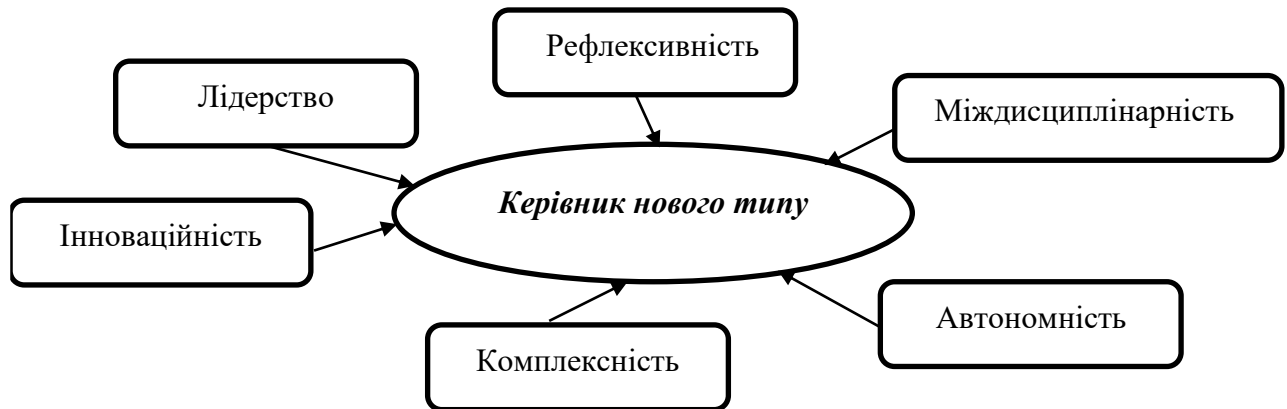 Рефлексивність
Лідерство
Міждисциплінарність
Керівник нового типу
Інноваційність
Автономність
Комплексність